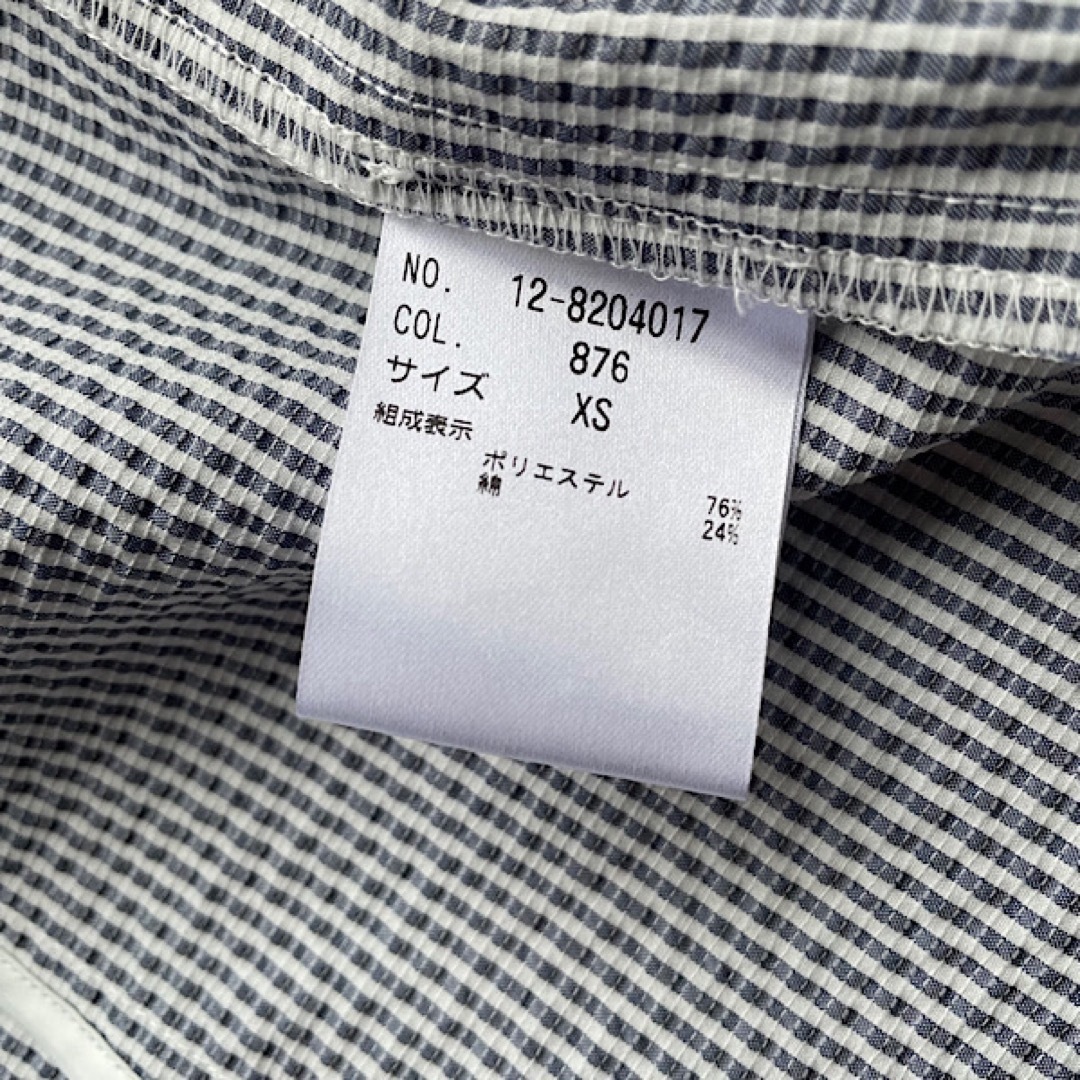 NO. 12-8204017
COL. 876
サイズ XS
組成表示
ポリエステル 76%
綿 24%